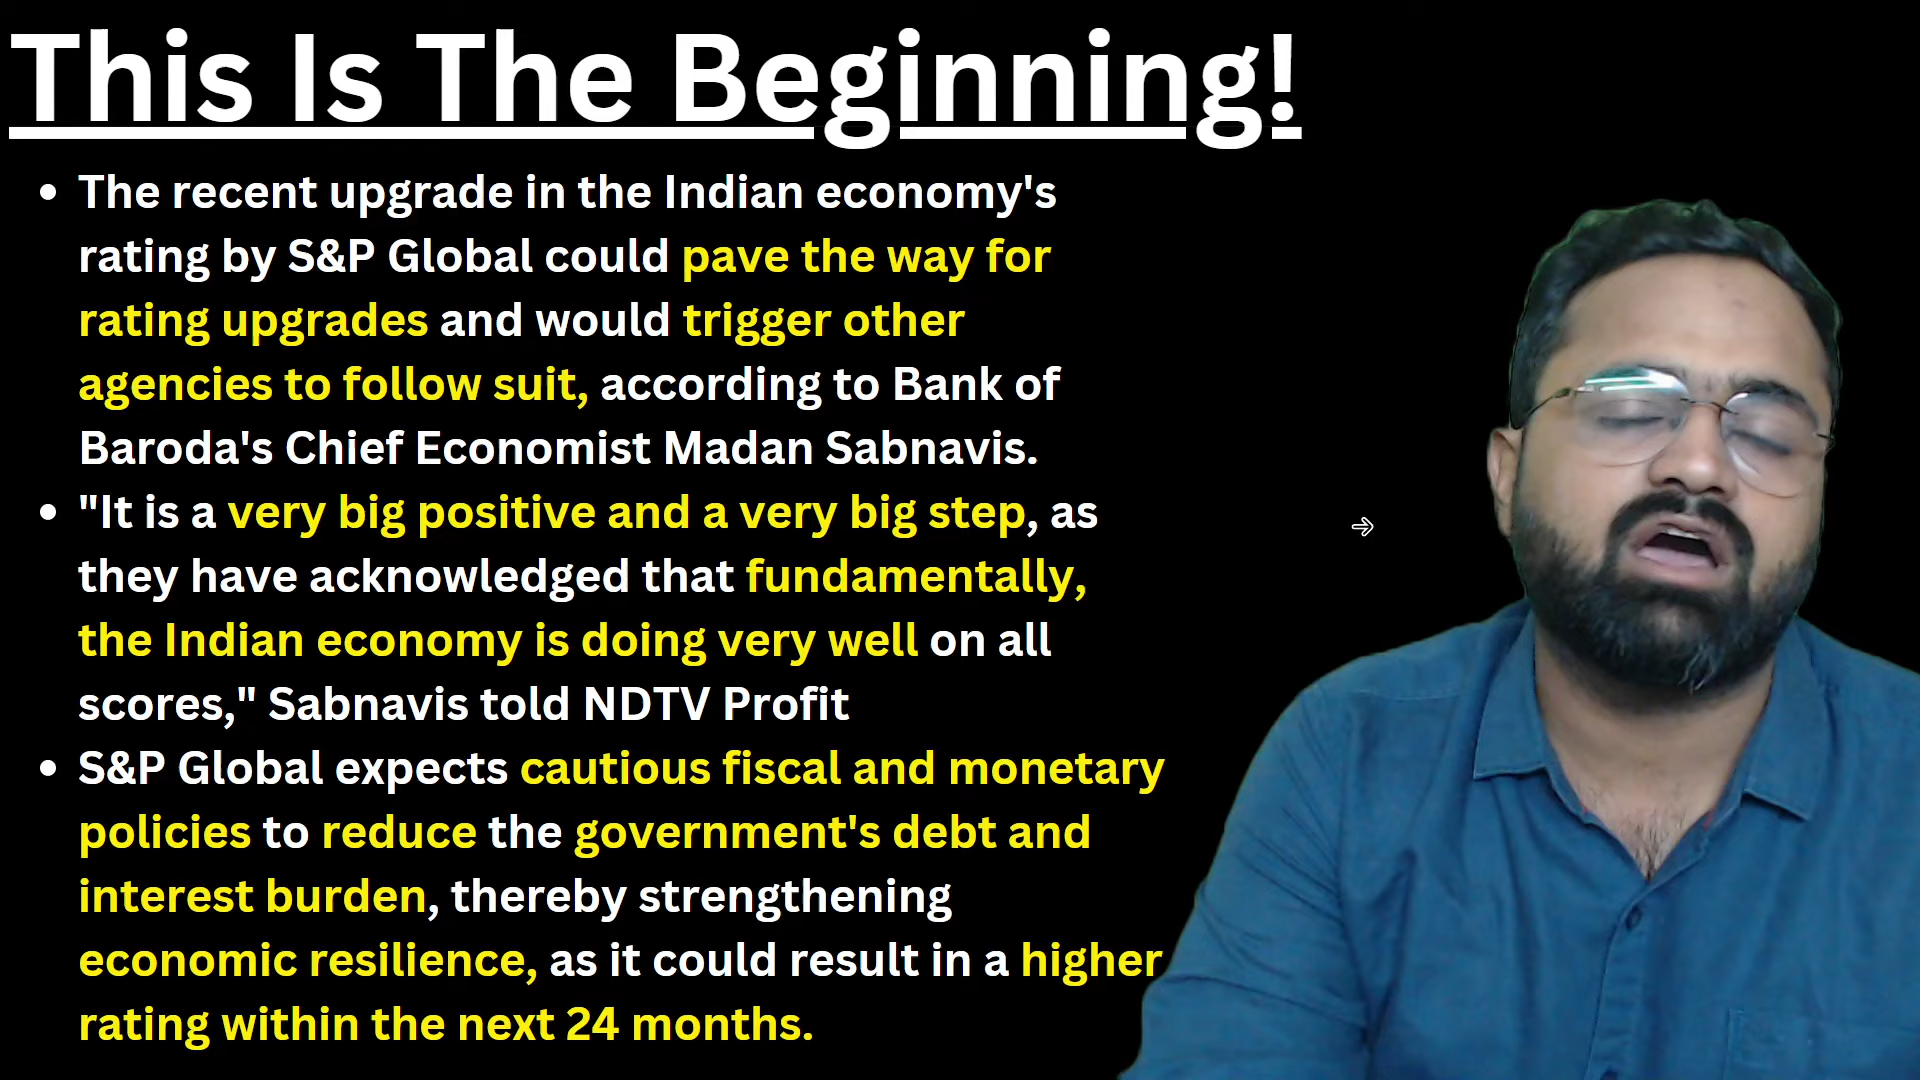 This Is The Beginning!
• The recent upgrade in the Indian economy's
rating by S&P Global could pave the way for
rating upgrades and would trigger other
agencies to follow suit, according to Bank of
Baroda's Chief Economist Madan Sabnavis.
• "It is a very big positive and a very big step, as
they have acknowledged that fundamentally,
the Indian economy is doing very well on all
scores," Sabnavis told NDTV Profit
• S&P Global expects cautious fiscal and monetary
policies to reduce the government's debt and
interest burden, thereby strengthening
economic resilience, as it could result in a higher
rating within the next 24 months.